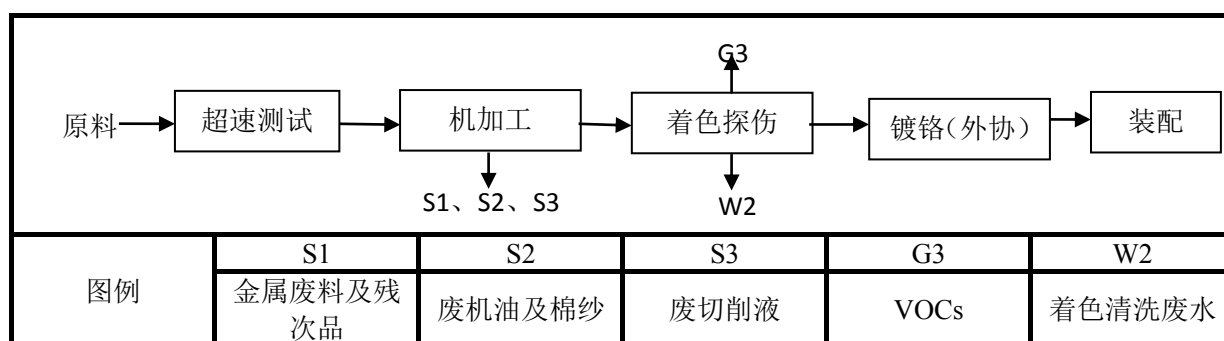 G3
原料 超速测试 机加工 着色探伤 镀铬（外协） 装配
S1、S2、S3 W2
图例 S1 S2 S3 G3 W2
金属废料及残次品 废机油及棉纱 废切削液 VOCs 着色清洗废水